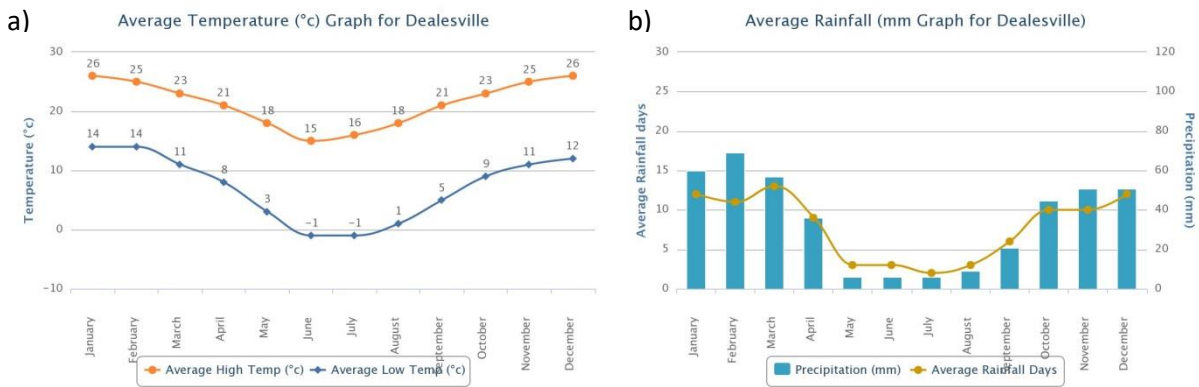 a)
Average Temperature (°c) Graph for Dealesville
30
20
10
0
-10
Temperature (°c)
26 25 23 21 18 15 16 18 21 23 25 26
14 14 11 8 3 -1 -1 1 5 9 11 12
January February March April May June July August September October November December
Average High Temp (°c) Average Low Temp (°c)
b)
Average Rainfall (mm Graph for Dealesville)
30
25
20
15
10
5
0
Average Rainfall days
120
100
80
60
40
20
0
Precipitation (mm)
January February March April May June July August September October November December
Precipitation (mm) Average Rainfall Days